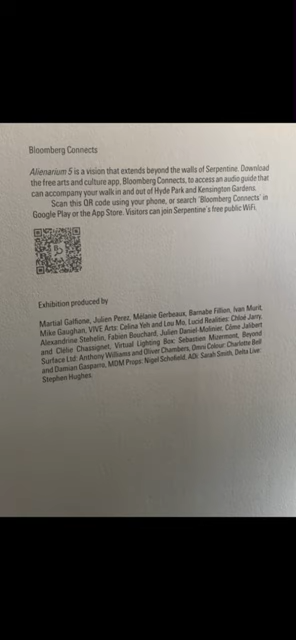 Bloomberg Connects
Alienarium 5 is a vision that extends beyond the walls of Serpentine. Download
the free arts and culture app, Bloomberg Connects, to access an audio guide that
can accompany your walk in and out of Hyde Park and Kensington Gardens.
Scan this QR code using your phone, or search 'Bloomberg Connects' in
Google Play or the App Store. Visitors can join Serpentine's free public WiFi.
Exhibition produced by
Martial Galfione, Julien Perez, Mélanie Gerbeaux, Barnabe Fillion, Ivan Murit,
Mike Gaughan, VIVE Arts: Celina Yeh and Lou Mo, Lucid Realities: Chloé Jarry,
Alexandrine Stehelin, Fabien Bouchard, Julien Daniel-Molinier, Côme Jalibert
and Clélie Chassignet, Virtual Lighting Box: Sebastien Mizermont, Beyond
Surface Ltd: Anthony Williams and Oliver Chambers, Omni Colour: Charlotte Bell
and Damian Gasparro, MDM Props: Nigel Schofield, ADi: Sarah Smith, Delta Live:
Stephen Hughes.